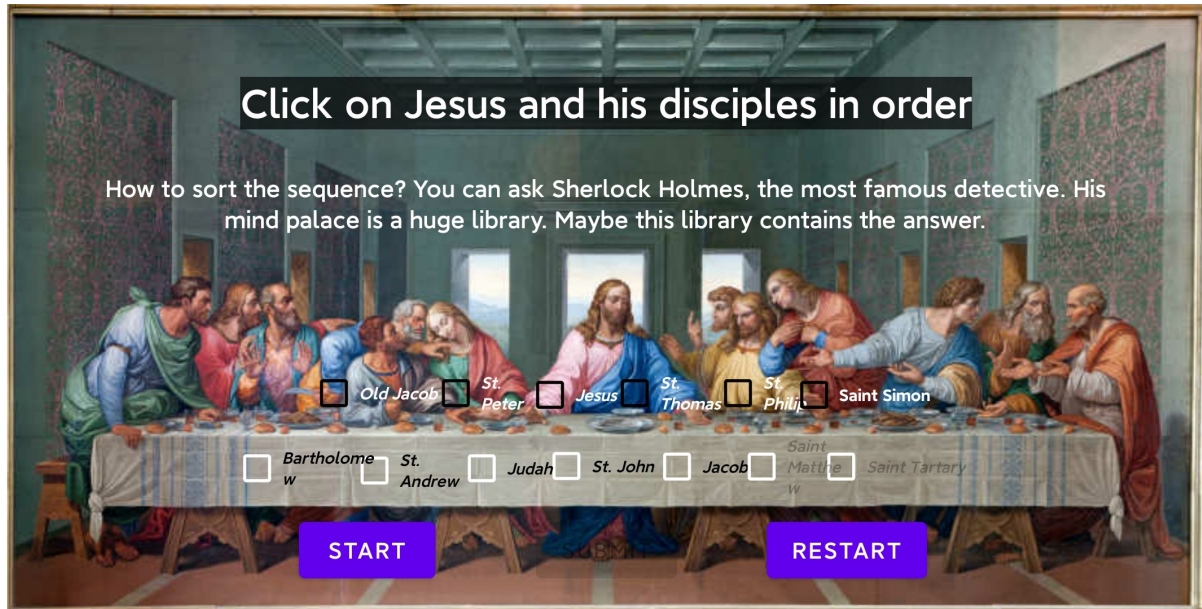 Click on Jesus and his disciples in order
How to sort the sequence? You can ask Sherlock Holmes, the most famous detective. His
mind palace is a huge library. Maybe this library contains the answer.
Old Jacob
St.
Peter
Jesus
St.
Thomas
St.
Philip
Saint Simon
Bartholome
w
St.
Andrew
Judah
St. John
Jacob
Saint
Matthe
w
Saint Tartary
START
SUBMIT
RESTART